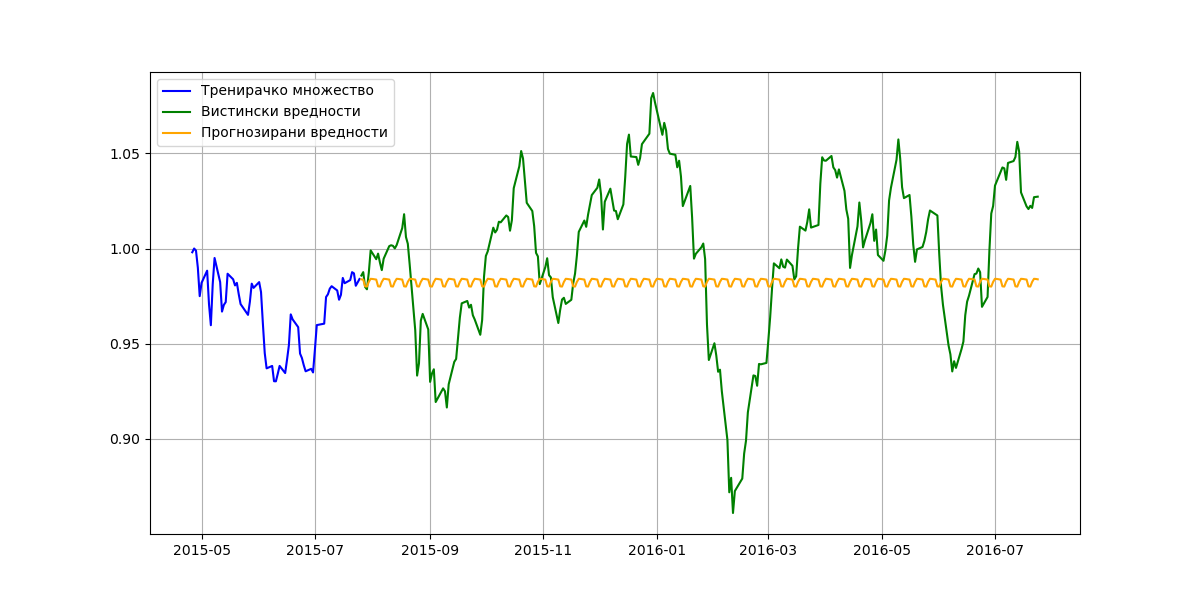 Тренирачко множество
Вистински вредности
Прогнозирани вредности
1.05
1.00
0.95
0.90
2015-05 2015-07 2015-09 2015-11 2016-01 2016-03 2016-05 2016-07